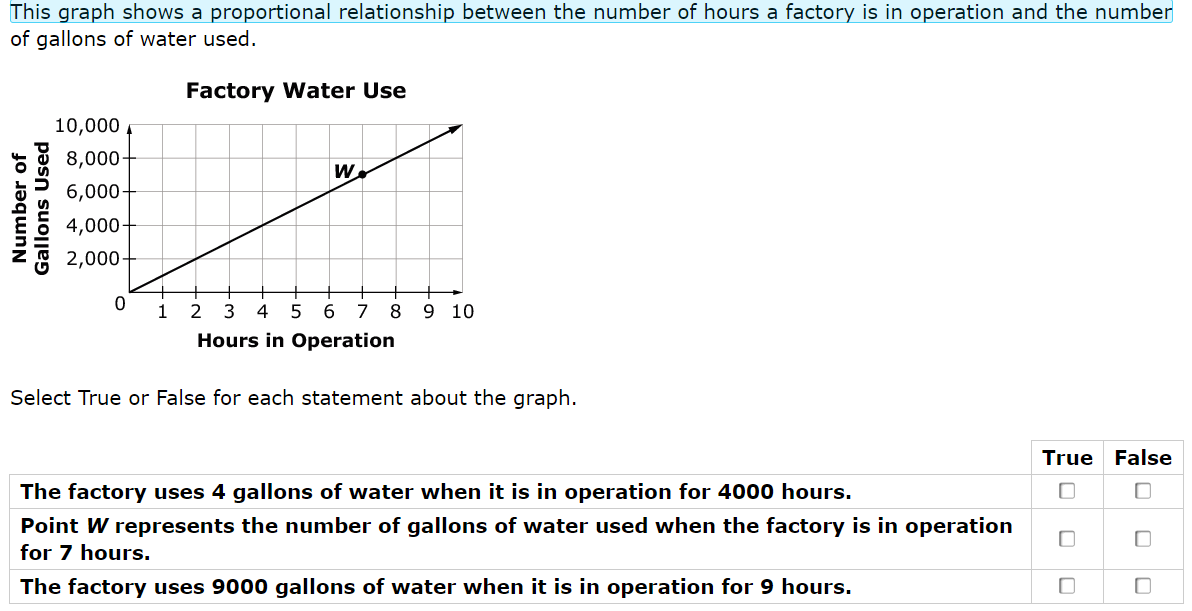 This graph shows a proportional relationship between the number of hours a factory is in operation and the number
of gallons of water used.
Factory Water Use
Number of
Gallons Used
10,000
8,000
6,000
4,000
2,000
0
W
1 2 3 4 5 6 7 8 9 10
Hours in Operation
Select True or False for each statement about the graph.
True False
The factory uses 4 gallons of water when it is in operation for 4000 hours.
Point W represents the number of gallons of water used when the factory is in operation
for 7 hours.
The factory uses 9000 gallons of water when it is in operation for 9 hours.